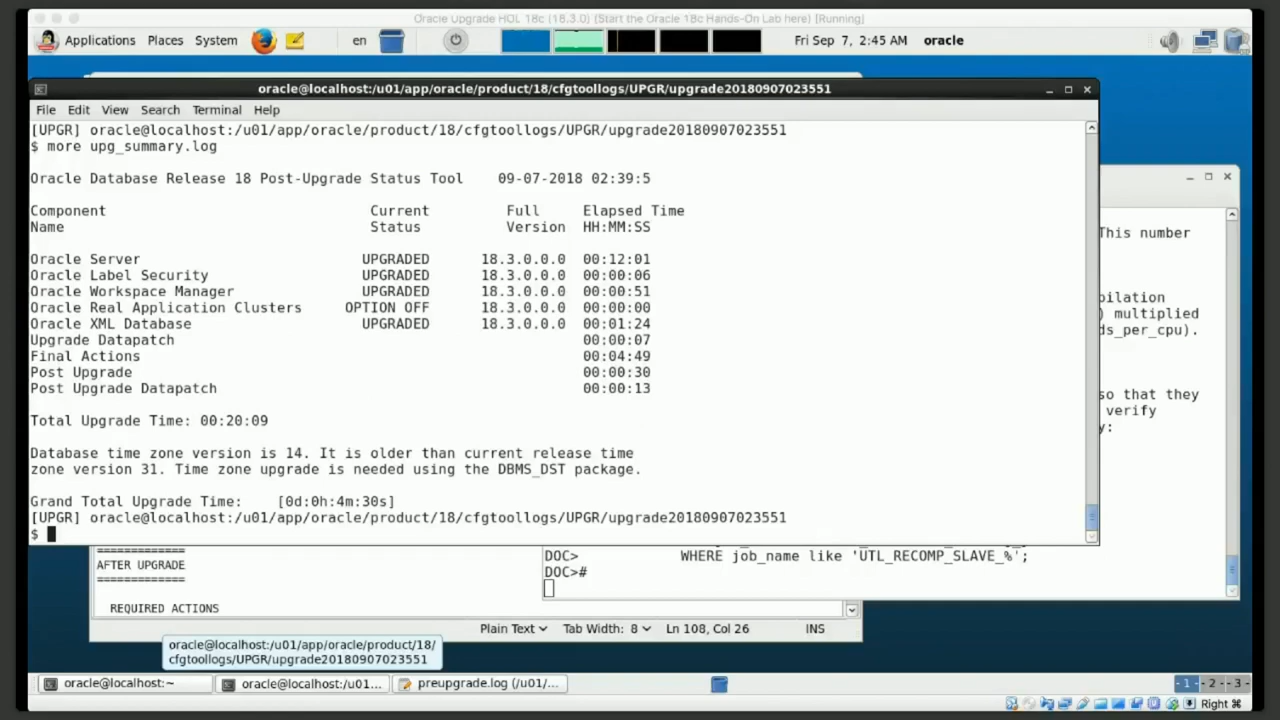 Oracle Upgrade HOL 18c (18.3.0) (Start the Oracle 18c Hands-On Lab here) [Running]
Applications Places System en Fri Sep 7, 2:45 AM oracle
oracle@localhost:/u01/app/oracle/product/18/cfgtoollogs/UPGR/upgrade20180907023551
File Edit View Search Terminal Help
[UPGR] oracle@localhost:/u01/app/oracle/product/18/cfgtoollogs/UPGR/upgrade20180907023551
$ more upg_summary.log
Oracle Database Release 18 Post-Upgrade Status Tool 09-07-2018 02:39:5
Component Current Full Elapsed Time
Name Status Version HH:MM:SS
Oracle Server UPGRADED 18.3.0.0.0 00:12:01
Oracle Label Security UPGRADED 18.3.0.0.0 00:00:06
Oracle Workspace Manager UPGRADED 18.3.0.0.0 00:00:51
Oracle Real Application Clusters OPTION OFF 18.3.0.0.0 00:00:00
Oracle XML Database UPGRADED 18.3.0.0.0 00:01:24
Upgrade Datapatch 00:00:07
Final Actions 00:04:49
Post Upgrade 00:00:30
Post Upgrade Datapatch 00:00:13
Total Upgrade Time: 00:20:09
Database time zone version is 14. It is older than current release time
zone version 31. Time zone upgrade is needed using the DBMS_DST package.
Grand Total Upgrade Time: [0d:0h:4m:30s]
[UPGR] oracle@localhost:/u01/app/oracle/product/18/cfgtoollogs/UPGR/upgrade20180907023551
$
This number
pilation
) multiplied
ds_per_cpu).
so that they
verify
y:
DOC> WHERE job_name like 'UTL_RECOMP_SLAVE_%';
DOC>#
=============
AFTER UPGRADE
=============
REQUIRED ACTIONS
Plain Text Tab Width: 8 Ln 108, Col 26 INS
oracle@localhost:/u01/app/oracle/product/18/
cfgtoollogs/UPGR/upgrade20180907023551
oracle@localhost:~ oracle@localhost:/u01... preupgrade.log (/u01/... - 1 - - 2 - - 3 -
Right ⌘